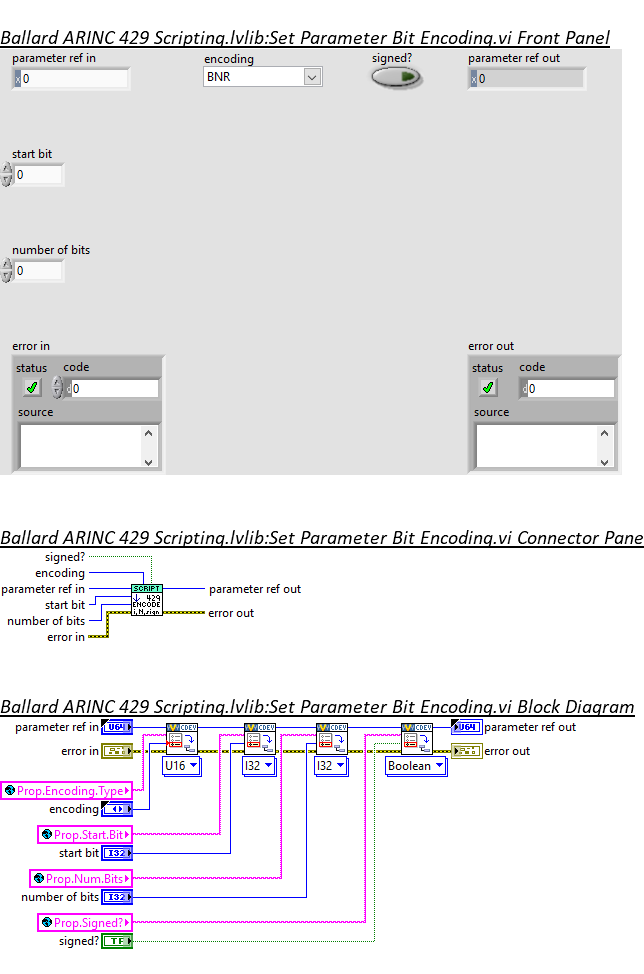 Ballard ARINC 429 Scripting.lvlib:Set Parameter Bit Encoding.vi Front Panel
parameter ref in
encoding
signed?
parameter ref out
x 0
BNR
x 0
start bit
0
number of bits
0
error in
error out
status
code
status
code
d 0
d 0
source
source
Ballard ARINC 429 Scripting.lvlib:Set Parameter Bit Encoding.vi Connector Pane
signed?
encoding
parameter ref in
start bit
number of bits
error in
SCRIPT
429
ENCODE
i,N,sign
parameter ref out
error out
Ballard ARINC 429 Scripting.lvlib:Set Parameter Bit Encoding.vi Block Diagram
parameter ref in
U64
CDEV
CDEV
CDEV
CDEV
U64
parameter ref out
error in
error out
U16
I32
I32
Boolean
Prop.Encoding.Type
encoding
Prop.Start.Bit
start bit
I32
Prop.Num.Bits
number of bits
I32
Prop.Signed?
signed?
TF